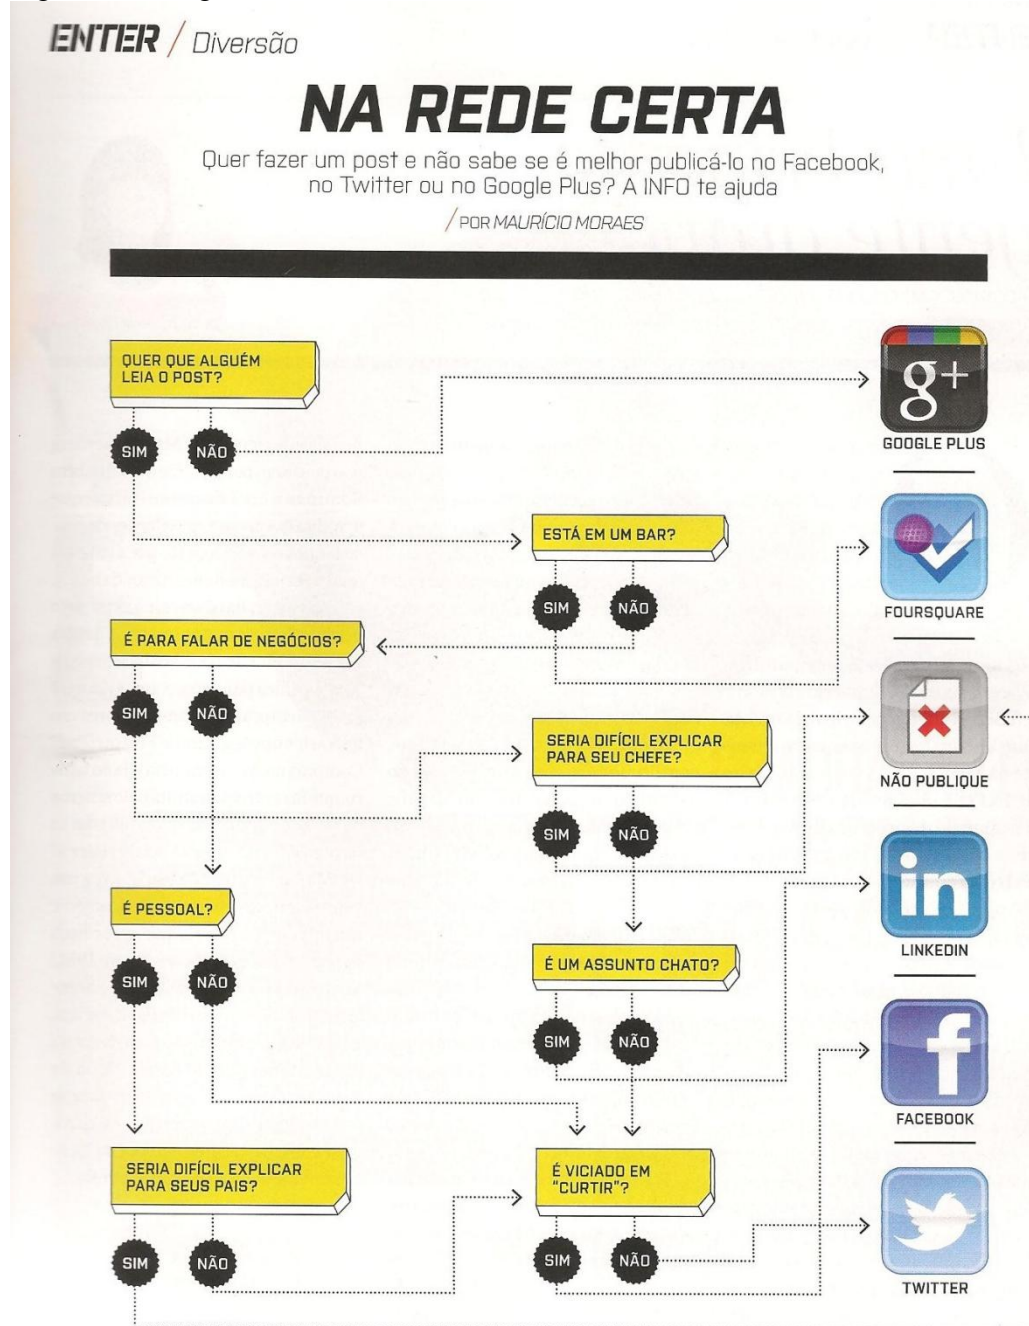 ENTER / Diversão
NA REDE CERTA
Quer fazer um post e não sabe se é melhor publicá-lo no Facebook,
no Twitter ou no Google Plus? A INFO te ajuda
/ POR MAURÍCIO MORAES
QUER QUE ALGUÉM
LEIA O POST?
SIM
NÃO
g+
GOOGLE PLUS
ESTÁ EM UM BAR?
SIM
NÃO
FOURSQUARE
É PARA FALAR DE NEGÓCIOS?
SIM
NÃO
SERIA DIFÍCIL EXPLICAR
PARA SEU CHEFE?
SIM
NÃO
NÃO PUBLIQUE
É PESSOAL?
SIM
NÃO
É UM ASSUNTO CHATO?
SIM
NÃO
in
LINKEDIN
f
FACEBOOK
SERIA DIFÍCIL EXPLICAR
PARA SEUS PAIS?
SIM
NÃO
É VICIADO EM
"CURTIR"?
SIM
NÃO
TWITTER